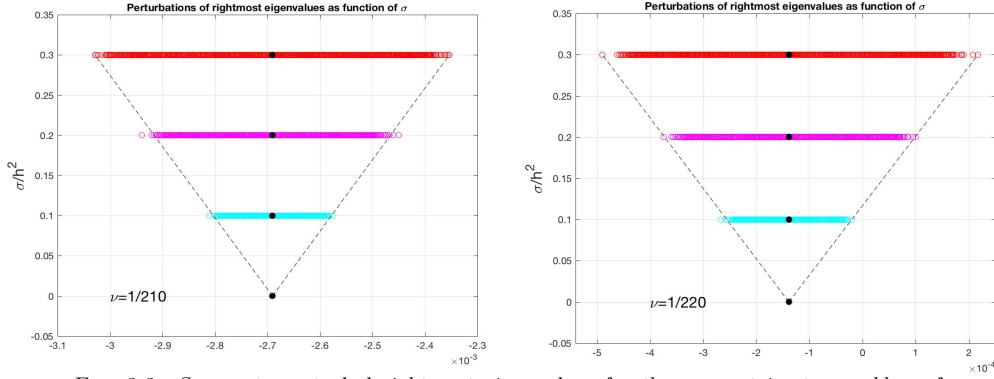 Perturbations of rightmost eigenvalues as function of σ
0.35
0.3
0.25
0.2
0.15
0.1
0.05
0
-0.05
σ/h²
ν=1/210
-3.1 -3 -2.9 -2.8 -2.7 -2.6 -2.5 -2.4 -2.3
×10⁻³
Perturbations of rightmost eigenvalues as function of σ
0.35
0.3
0.25
0.2
0.15
0.1
0.05
0
-0.05
σ/h²
ν=1/220
-5 -4 -3 -2 -1 0 1 2
×10⁻⁴